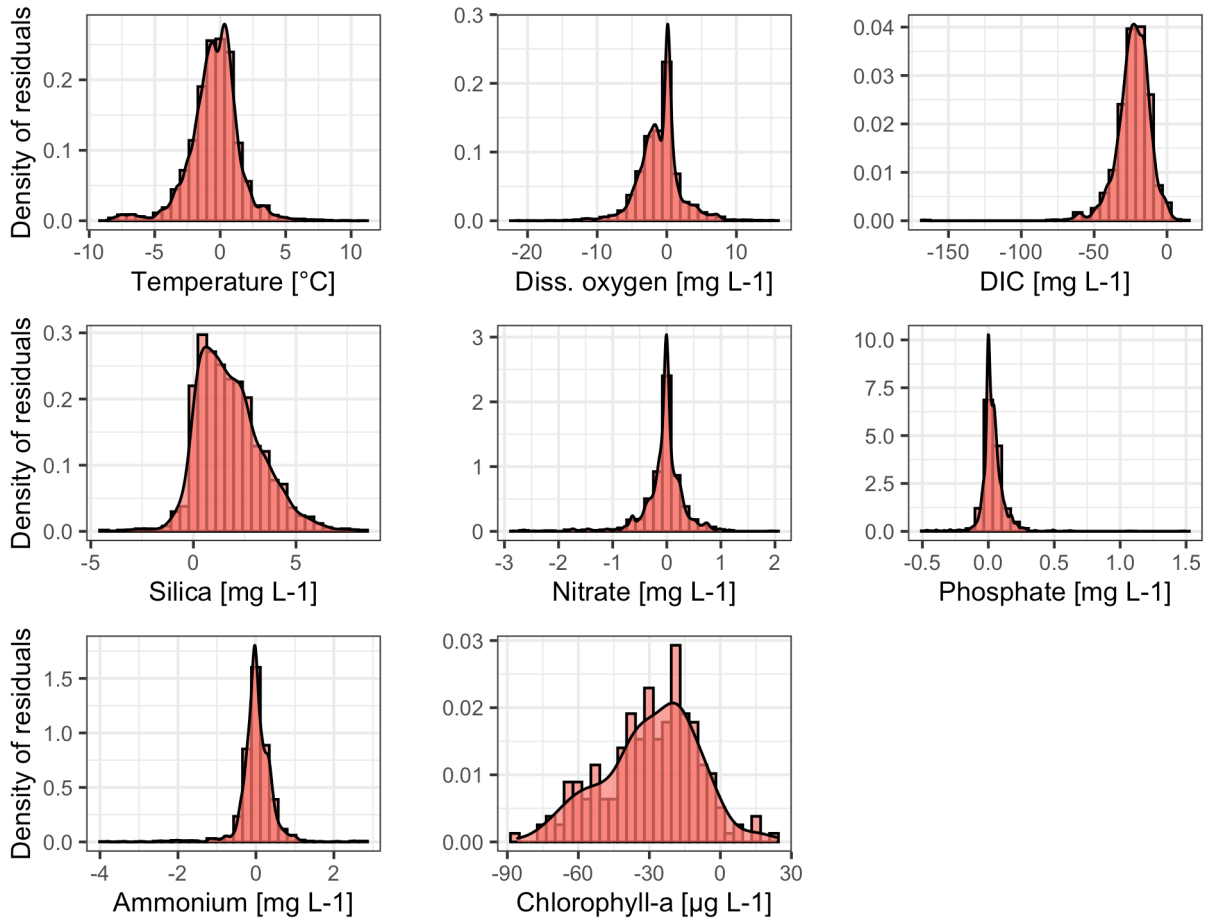 Density of residuals
0.0
0.1
0.2
-10 -5 0 5 10
Temperature [°C]
0.0
0.1
0.2
0.3
-20 -10 0 10
Diss. oxygen [mg L-1]
0.00
0.01
0.02
0.03
0.04
-150 -100 -50 0
DIC [mg L-1]
Density of residuals
0.0
0.1
0.2
0.3
-5 0 5
Silica [mg L-1]
0
1
2
3
-3 -2 -1 0 1 2
Nitrate [mg L-1]
0.0
2.5
5.0
7.5
10.0
-0.5 0.0 0.5 1.0 1.5
Phosphate [mg L-1]
Density of residuals
0.0
0.5
1.0
1.5
-4 -2 0 2
Ammonium [mg L-1]
0.00
0.01
0.02
0.03
-90 -60 -30 0 30
Chlorophyll-a [µg L-1]